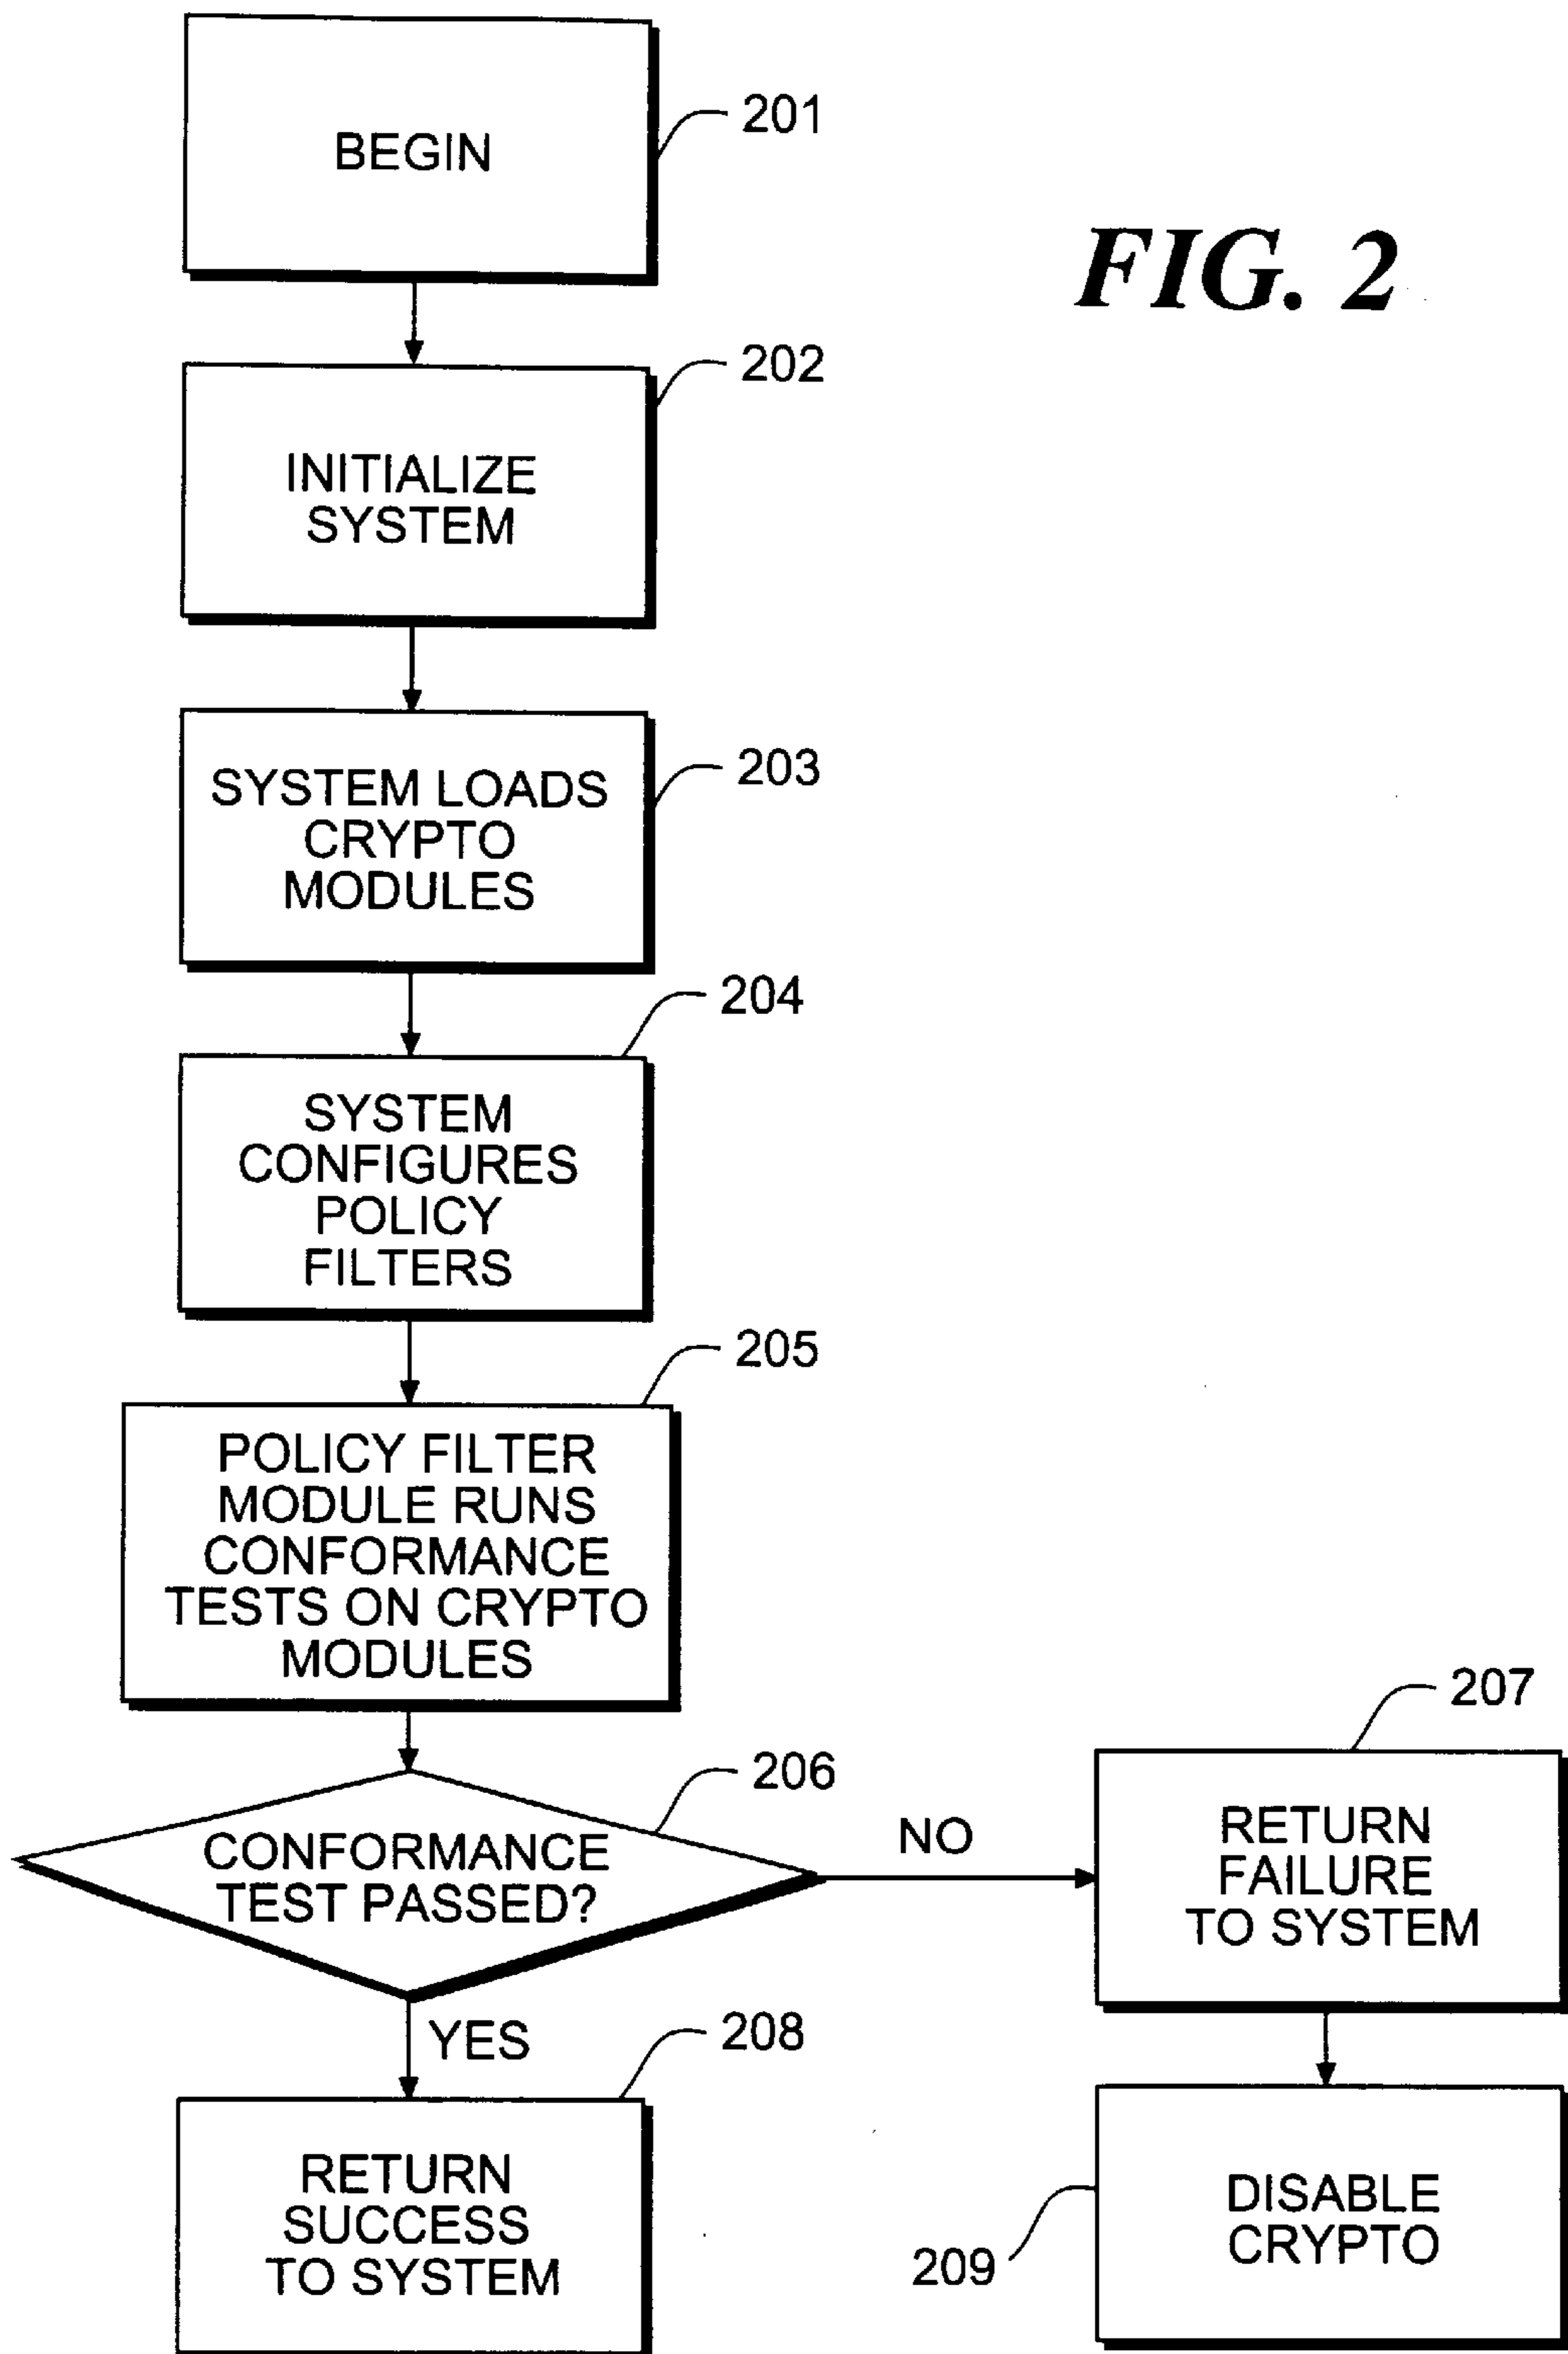 BEGIN
201
FIG. 2
202
INITIALIZE
SYSTEM
203
SYSTEM LOADS
CRYPTO
MODULES
204
SYSTEM
CONFIGURES
POLICY
FILTERS
205
POLICY FILTER
MODULE RUNS
CONFORMANCE
TESTS ON CRYPTO
MODULES
206
CONFORMANCE
TEST PASSED?
NO
207
RETURN
FAILURE
TO SYSTEM
YES
208
RETURN
SUCCESS
TO SYSTEM
209
DISABLE
CRYPTO